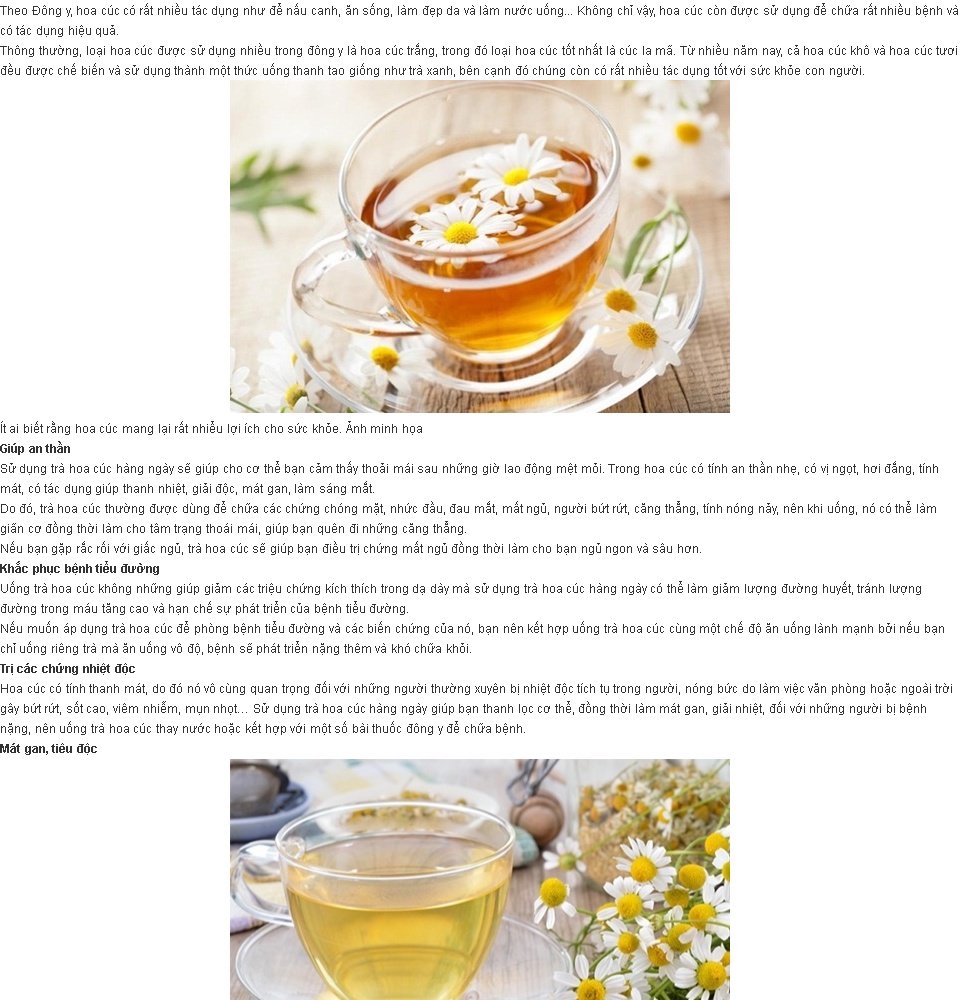 Theo Đông y, hoa cúc có rất nhiều tác dụng như để nấu canh, ăn sống, làm đẹp da và làm nước uống... Không chỉ vậy, hoa cúc còn được sử dụng để chữa rất nhiều bệnh và
có tác dụng hiệu quả.
Thông thường, loại hoa cúc được sử dụng nhiều trong đông y là hoa cúc trắng, trong đó loại hoa cúc tốt nhất là cúc la mã. Từ nhiều năm nay, cả hoa cúc khô và hoa cúc tươi
đều được chế biến và sử dụng thành một thức uống thanh tao giống như trà xanh, bên cạnh đó chúng còn có rất nhiều tác dụng tốt với sức khỏe con người.
Ít ai biết rằng hoa cúc mang lại rất nhiều lợi ích cho sức khỏe. Ảnh minh họa
Giúp an thần
Sử dụng trà hoa cúc hàng ngày sẽ giúp cho cơ thể bạn cảm thấy thoải mái sau những giờ lao động mệt mỏi. Trong hoa cúc có tính an thần nhẹ, có vị ngọt, hơi đắng, tính
mát, có tác dụng giúp thanh nhiệt, giải độc, mát gan, làm sáng mắt.
Do đó, trà hoa cúc thường được dùng để chữa các chứng chóng mặt, nhức đầu, đau mắt, mất ngủ, người bứt rứt, căng thẳng, tính nóng nảy, nên khi uống, nó có thể làm
giãn cơ đồng thời làm cho tâm trạng thoái mái, giúp bạn quên đi những căng thẳng.
Nếu bạn gặp rắc rối với giấc ngủ, trà hoa cúc sẽ giúp bạn điều trị chứng mất ngủ đồng thời làm cho bạn ngủ ngon và sâu hơn.
Khắc phục bệnh tiểu đường
Uống trà hoa cúc không những giúp giảm các triệu chứng kích thích trong dạ dày mà sử dụng trà hoa cúc hàng ngày có thể làm giảm lượng đường huyết, tránh lượng
đường trong máu tăng cao và hạn chế sự phát triển của bệnh tiểu đường.
Nếu muốn áp dụng trà hoa cúc để phòng bệnh tiểu đường và các biến chứng của nó, bạn nên kết hợp uống trà hoa cúc cùng một chế độ ăn uống lành mạnh bởi nếu bạn
chỉ uống riêng trà mà ăn uống vô độ, bệnh sẽ phát triển nặng thêm và khó chữa khỏi.
Trị các chứng nhiệt độc
Hoa cúc có tính thanh mát, do đó nó vô cùng quan trọng đối với những người thường xuyên bị nhiệt độc tích tụ trong người, nóng bức do làm việc văn phòng hoặc ngoài trời
gây bứt rứt, sốt cao, viêm nhiễm, mụn nhọt... Sử dụng trà hoa cúc hàng ngày giúp bạn thanh lọc cơ thể, đồng thời làm mát gan, giải nhiệt, đối với những người bị bệnh
nặng, nên uống trà hoa cúc thay nước hoặc kết hợp với một số bài thuốc đông y để chữa bệnh.
Mát gan, tiêu độc